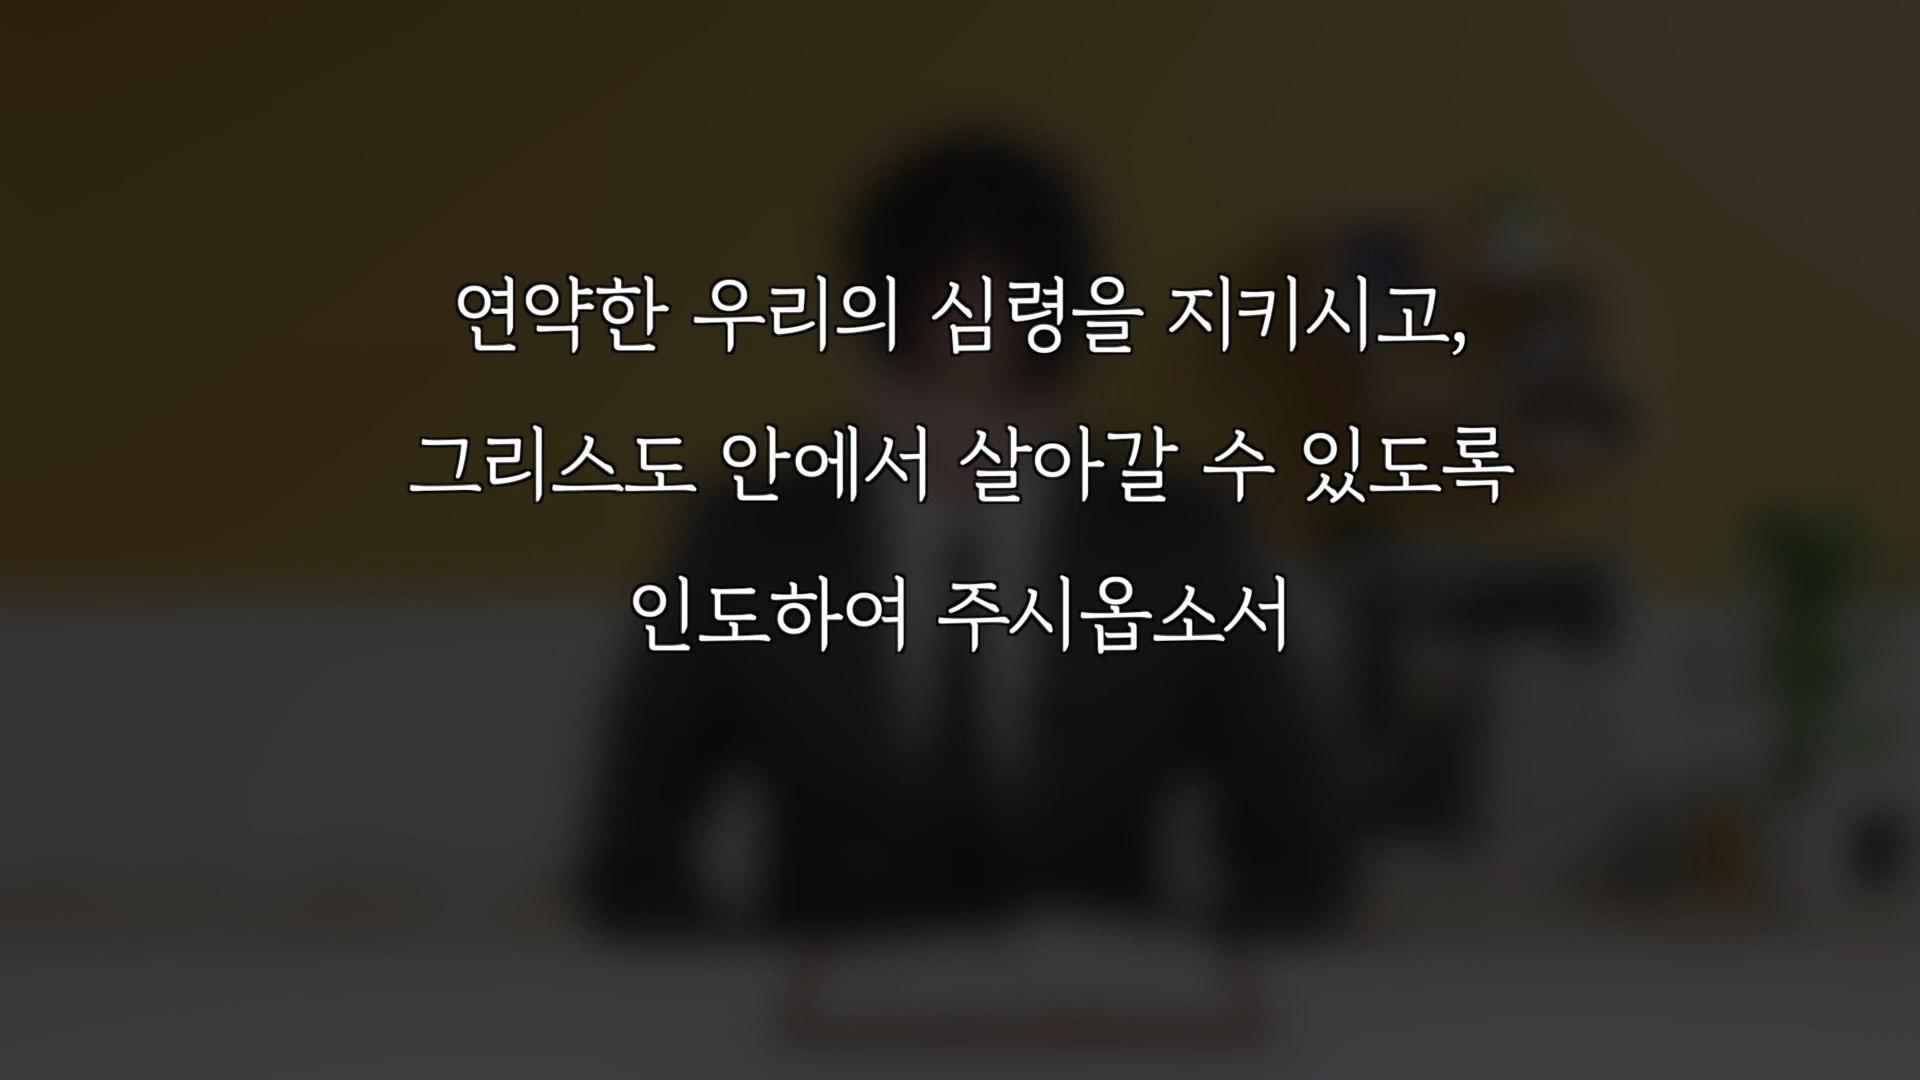 연약한 우리의 심령을 지키시고,
그리스도 안에서 살아갈 수 있도록
인도하여 주시옵소서